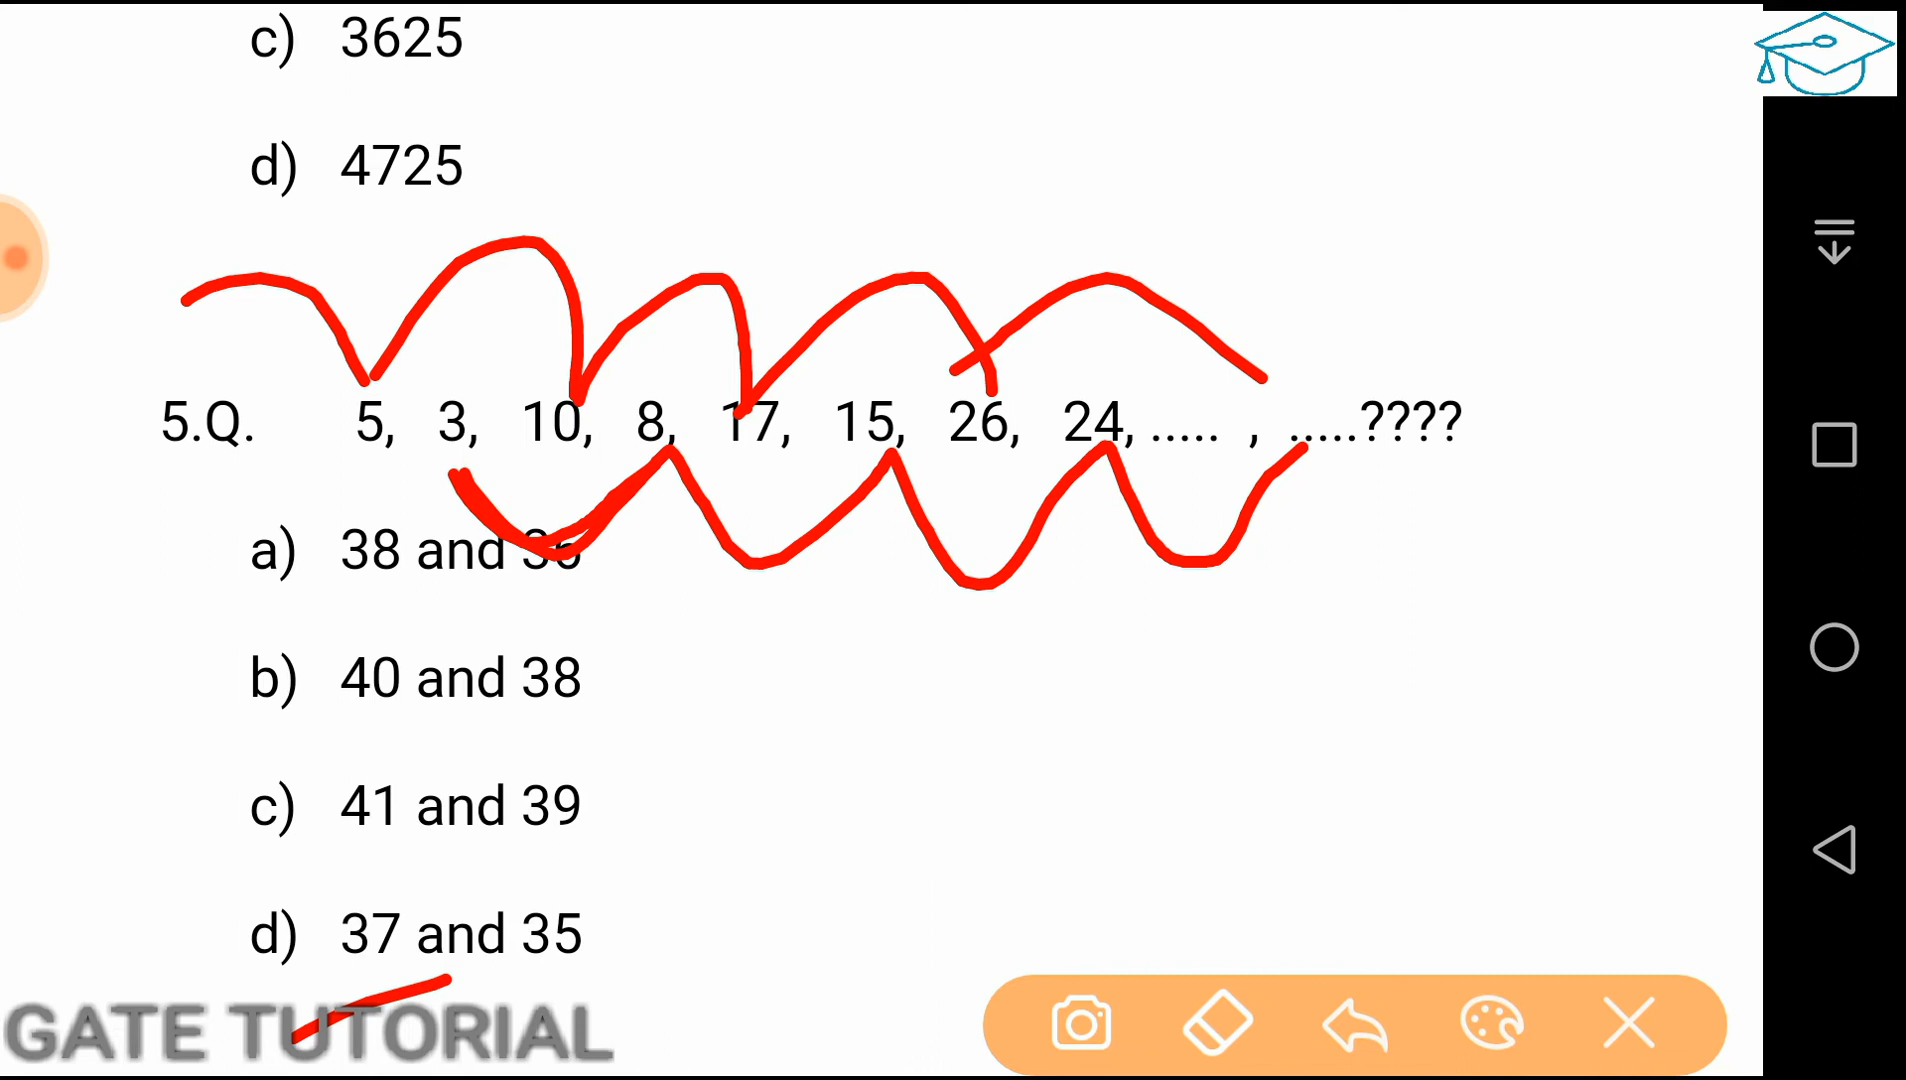 c) 3625
d) 4725
5.Q. 5, 3, 10, 8, 17, 15, 26, 24, ..... , .....????
a) 38 and 36
b) 40 and 38
c) 41 and 39
d) 37 and 35
GATE TUTORIAL